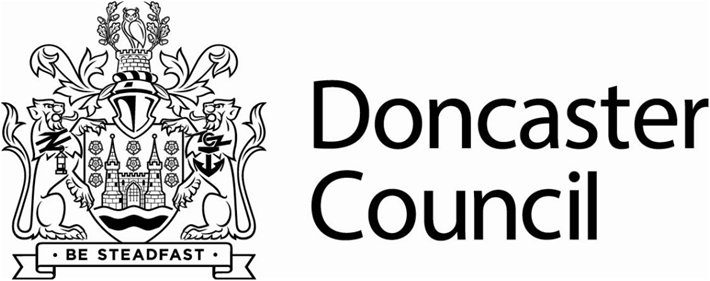 Doncaster
Council
· BE STEADFAST ·